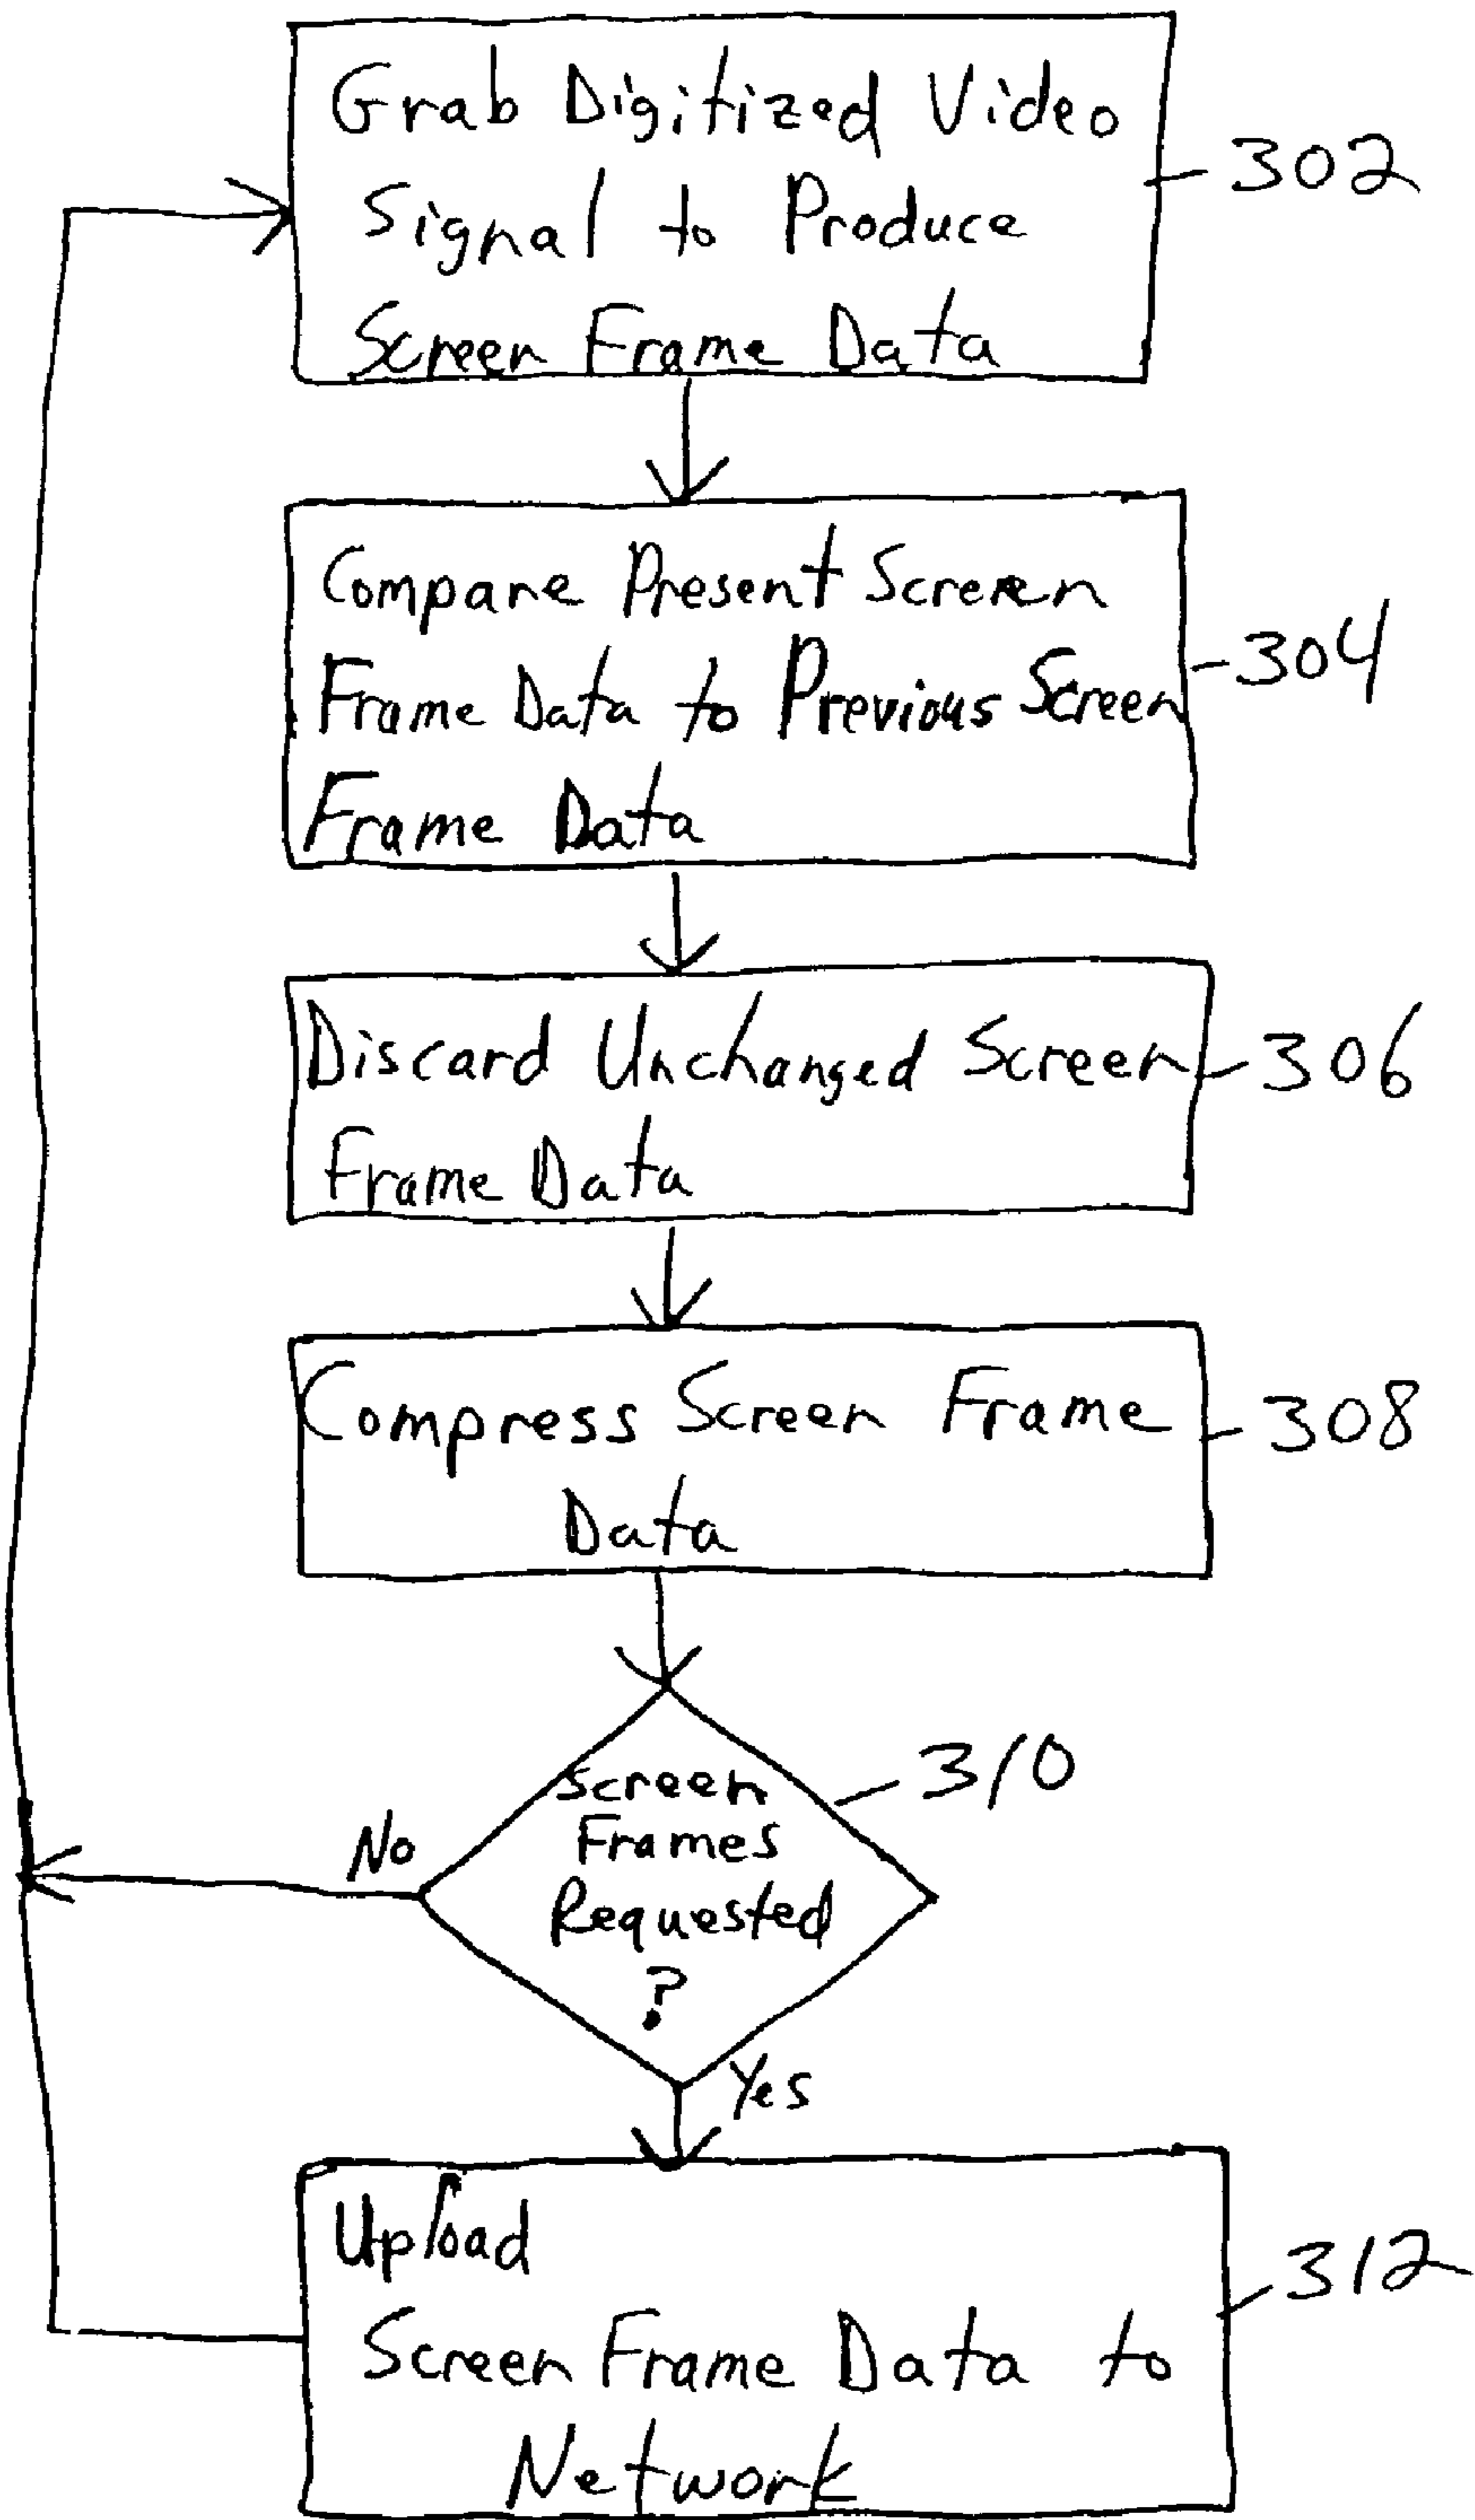 Grab Digitized Video
Signal to Produce
Screen Frame Data
302
Compare Present Screen
Frame Data to Previous Screen
Frame Data
304
Discard Unchanged Screen
Frame Data
306
Compress Screen Frame
Data
308
Screen
Frames
Requested
?
310
No
Yes
Upload
Screen Frame Data to
Network
312